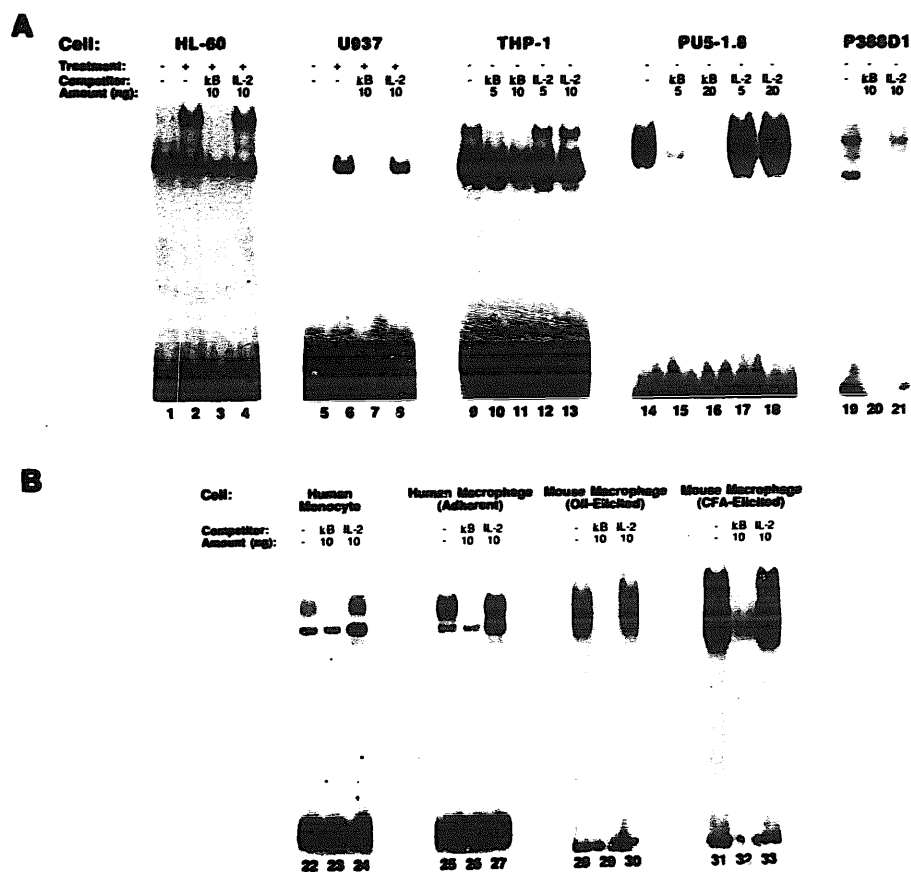 A
Cell: HL-60 U937 THP-1 PU5-1.8 P388D1
Treatment: - + + + - + + +
Competitor: - - kB IL-2 - - kB IL-2 - kB kB IL-2 IL-2 - kB kB IL-2 IL-2 - kB IL-2
Amount (ng): - - 10 10 - - 10 10 - 5 10 5 10 - 5 20 5 20 - 10 10
1 2 3 4 5 6 7 8 9 10 11 12 13 14 15 16 17 18 19 20 21
B
Cell: Human Monocyte Human Macrophage (Adherent) Mouse Macrophage (Oil-Elicited) Mouse Macrophage (CFA-Elicited)
Competitor: - kB IL-2 - kB IL-2 - kB IL-2 - kB IL-2
Amount (ng): - 10 10 - 10 10 - 10 10 - 10 10
22 23 24 25 26 27 28 29 30 31 32 33